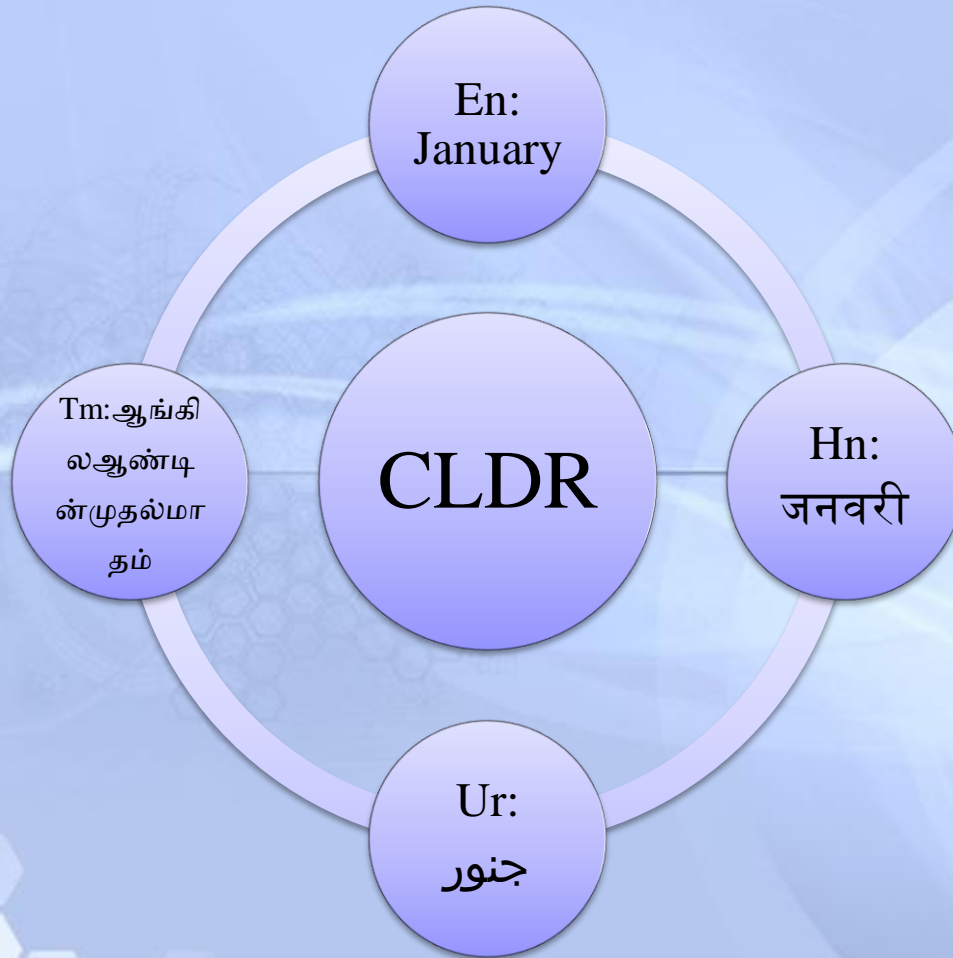 En:
January
Tm:ஆங்கி
லஆண்டி
ன்முதல்மா
தம்
CLDR
Hn:
जनवरी
Ur:
جنور